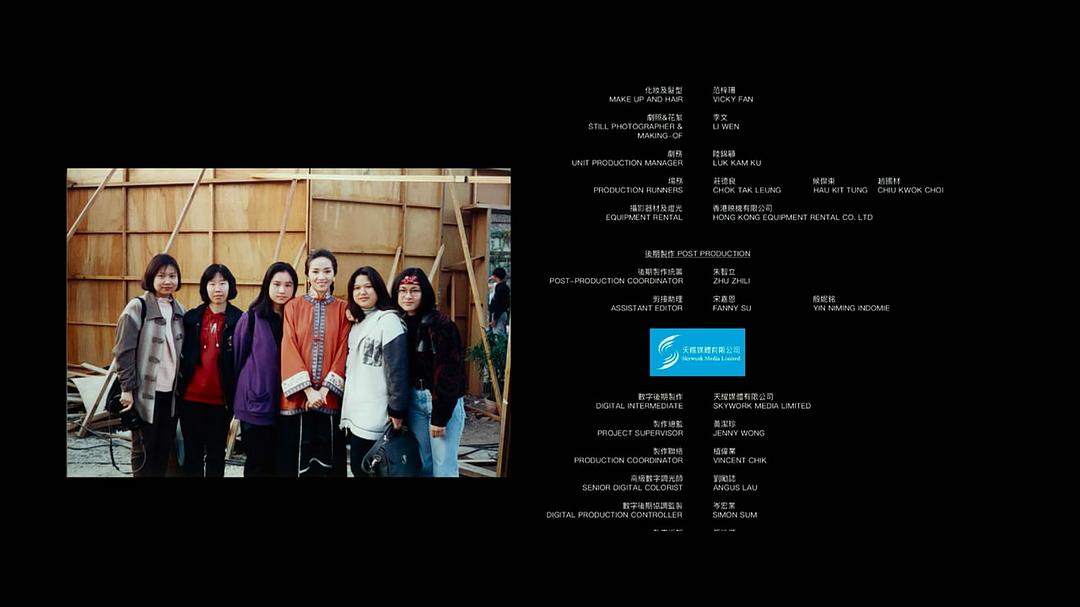 化妝及髮型 范梓珊
MAKE UP AND HAIR VICKY FAN
劇照&花絮 李文
STILL PHOTOGRAPHER & LI WEN
MAKING-OF
劇務 陸錦顧
UNIT PRODUCTION MANAGER LUK KAM KU
場務 莊德良 候傑東 趙國材
PRODUCTION RUNNERS CHOK TAK LEUNG HAU KIT TUNG CHIU KWOK CHOI
攝影器材及燈光 香港映機有限公司
EQUIPMENT RENTAL HONG KONG EQUIPMENT RENTAL CO. LTD
後期製作 POST PRODUCTION
後期製作統籌 朱智立
POST-PRODUCTION COORDINATOR ZHU ZHILI
剪接助理 宋嘉恩 殷妮銘
ASSISTANT EDITOR FANNY SU YIN NIMING INDOMIE
天耀媒體有限公司
Skywork Media Limited
數字後期製作 天耀媒體有限公司
DIGITAL INTERMEDIATE SKYWORK MEDIA LIMITED
製作總監 黃潔珍
PROJECT SUPERVISOR JENNY WONG
製作聯絡 植偉業
PRODUCTION COORDINATOR VINCENT CHIK
高級數字調光師 劉勵誌
SENIOR DIGITAL COLORIST ANGUS LAU
數字後期協調監製 岑宏業
DIGITAL PRODUCTION CONTROLLER SIMON SUM